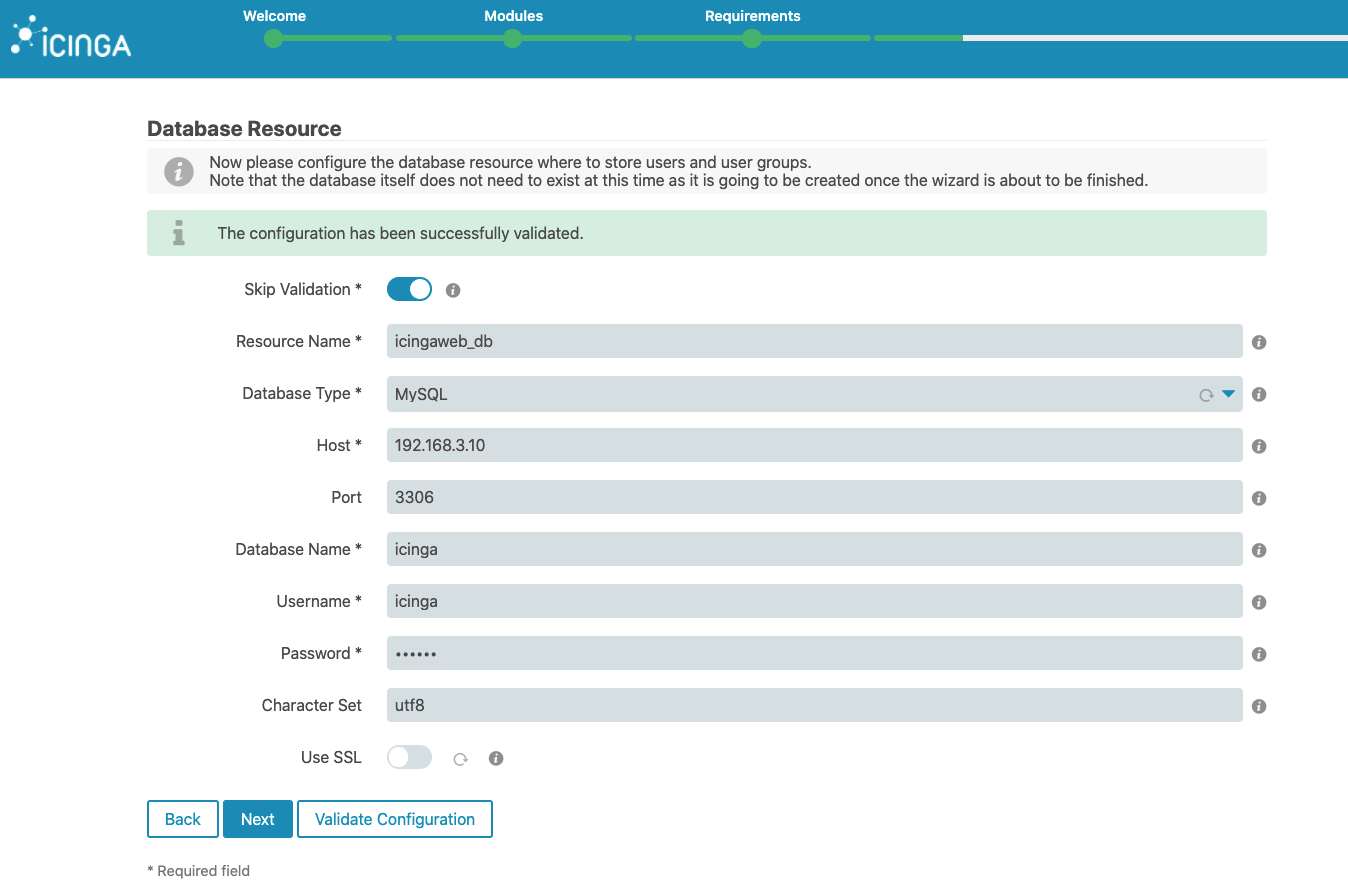 Welcome
Modules
Requirements
ICINGA
Database Resource
Now please configure the database resource where to store users and user groups.
Note that the database itself does not need to exist at this time as it is going to be created once the wizard is about to be finished.
The configuration has been successfully validated.
Skip Validation *
Resource Name *
icingaweb_db
Database Type *
MySQL
Host *
192.168.3.10
Port
3306
Database Name *
icinga
Username *
icinga
Password *
••••••
Character Set
utf8
Use SSL
Back
Next
Validate Configuration
* Required field